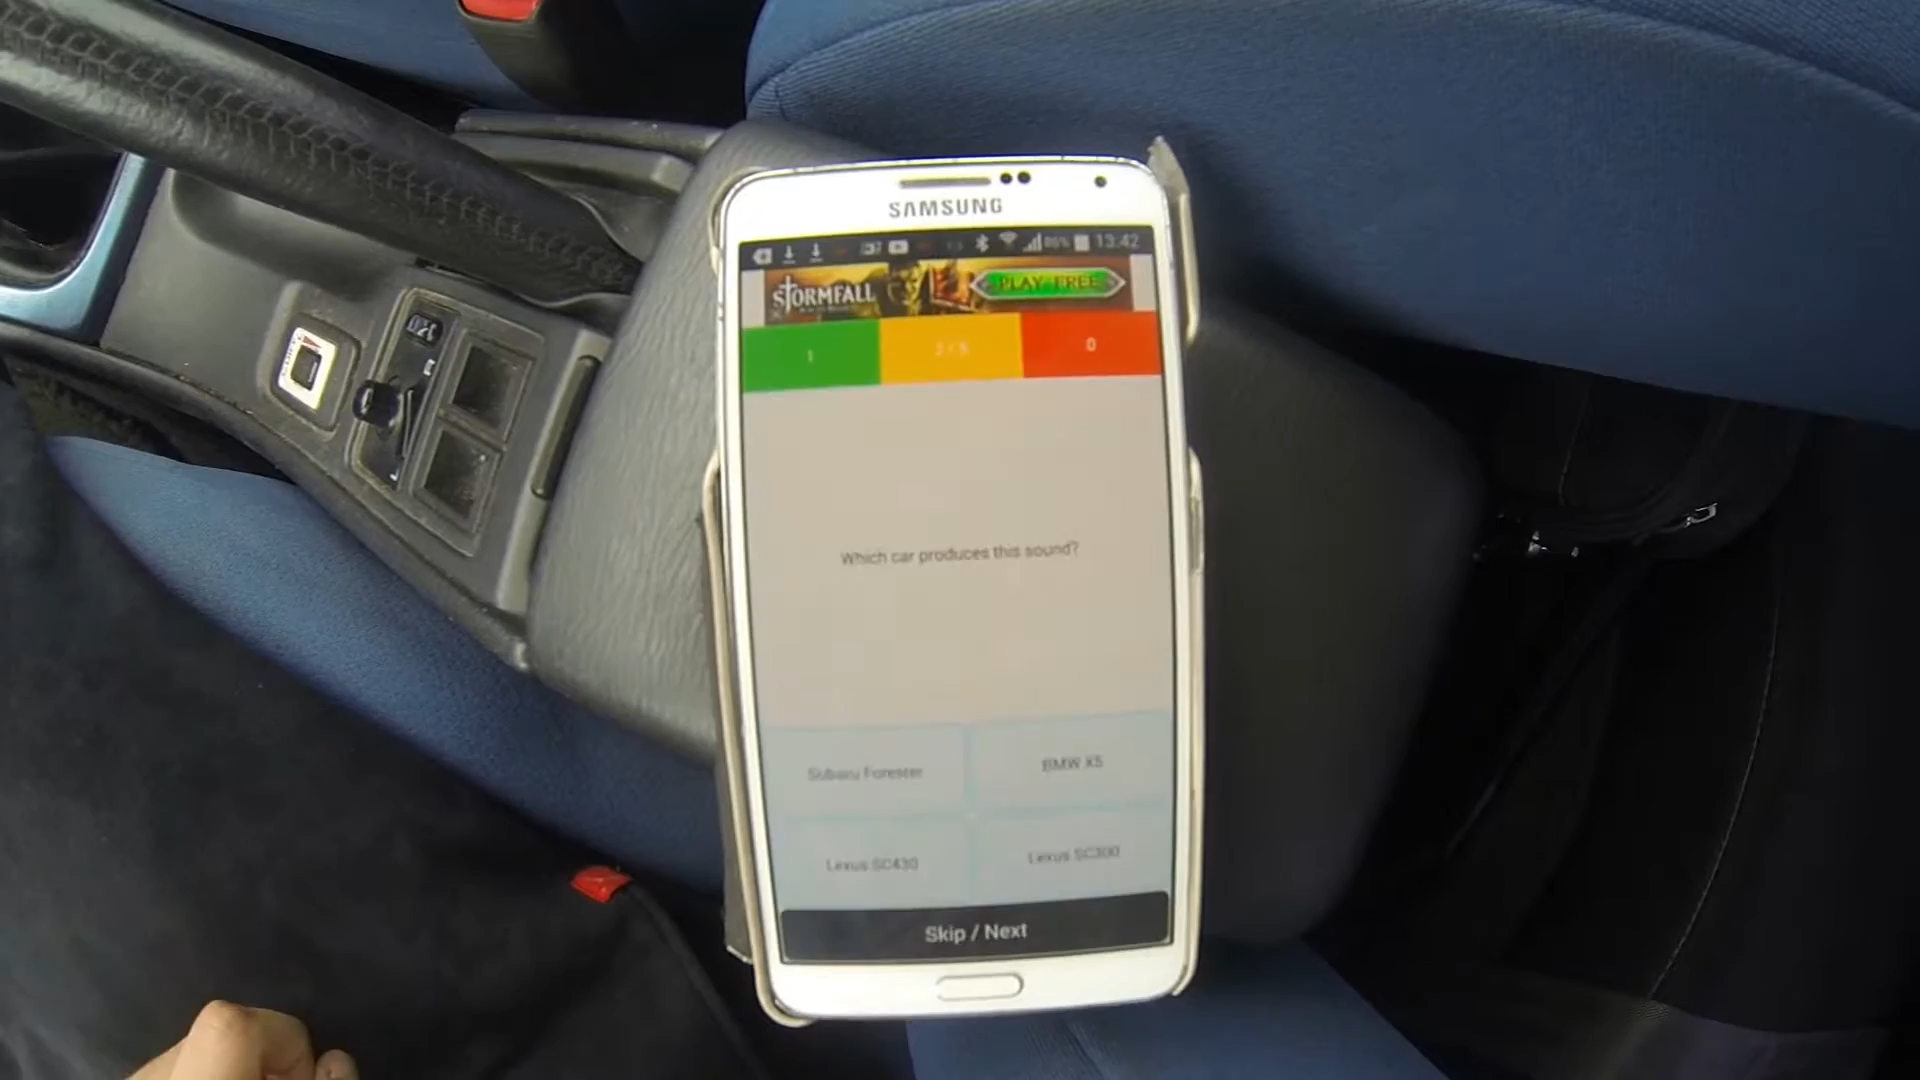 SAMSUNG
86% 13:42
STORMFALL
PLAY FREE
1
0
Which car produces this sound?
Subaru Forester
BMW X5
Lexus SC430
Lexus SC300
Skip / Next